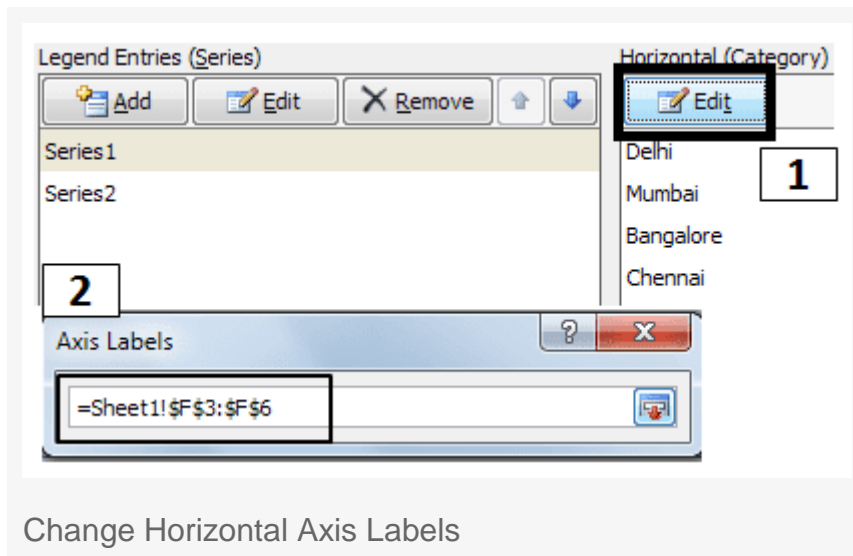 Legend Entries (Series)
Horizontal (Category)
Add Edit Remove
Edit
Series1
Delhi
1
Series2
Mumbai
Bangalore
Chennai
2
Axis Labels
? X
=Sheet1!$F$3:$F$6
Change Horizontal Axis Labels